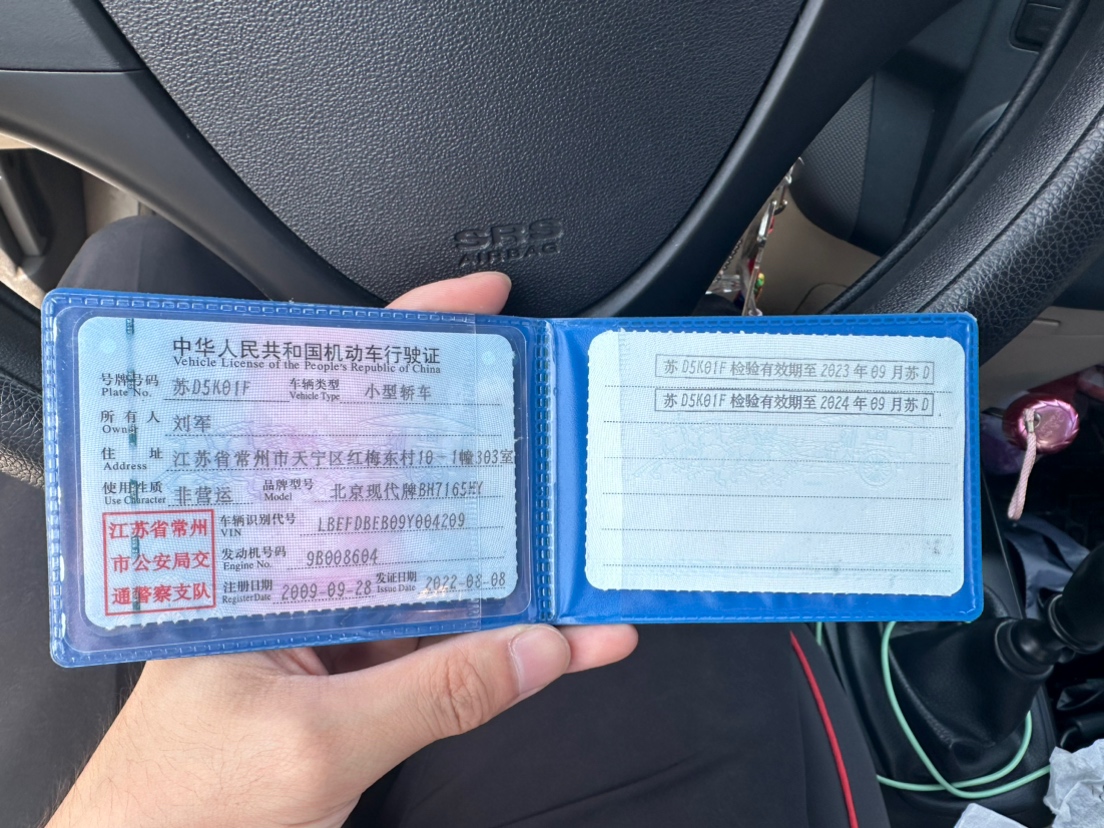 SRS
AIRBAG
中华人民共和国机动车行驶证
Vehicle License of the People's Republic of China
号牌号码 苏D5K01F 车辆类型 小型轿车
Plate No. Vehicle Type
所有人 刘军
Owner
住址 江苏省常州市天宁区红梅东村10-1幢303室
Address
使用性质 非营运 品牌型号 北京现代牌BH7165MY
Use Character Model
江苏省常州
市公安局交
通警察支队
车辆识别代号 LBEFDBEB09Y004209
VIN
发动机号码 9B008604
Engine No.
注册日期 2009-09-28 发证日期 2022-08-08
Register Date Issue Date
苏D5K01F检验有效期至2023年09月苏D
苏D5K01F检验有效期至2024年09月苏D